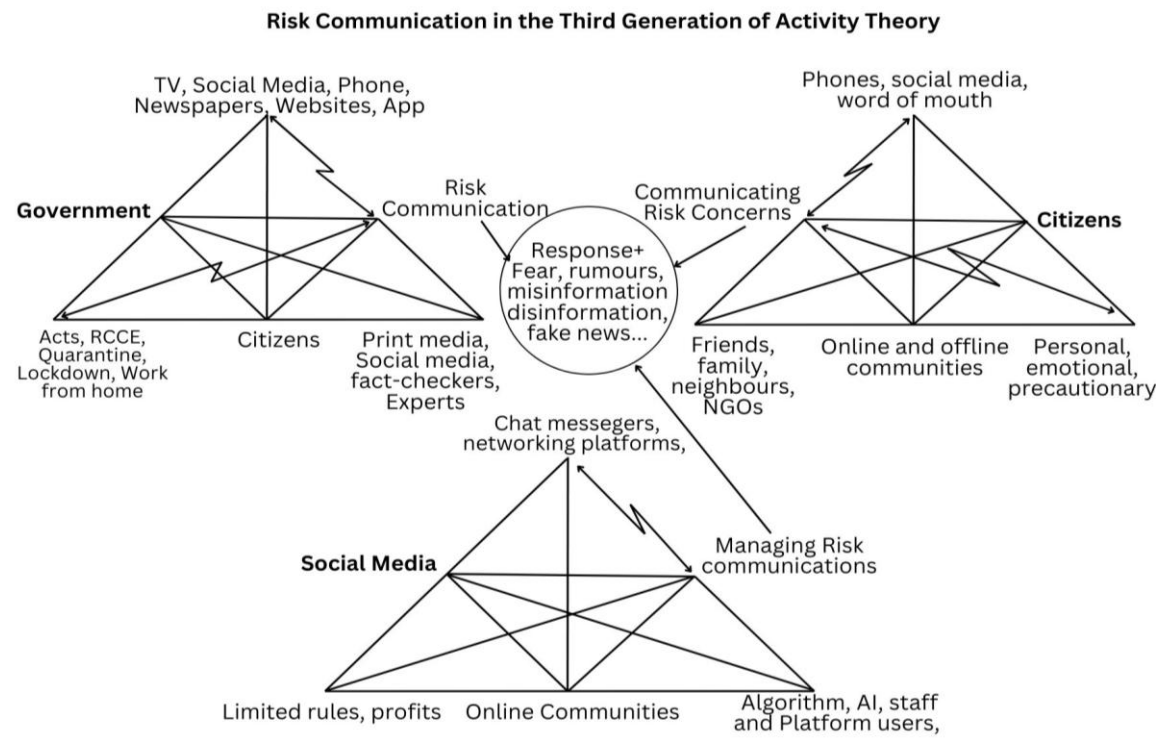 Risk Communication in the Third Generation of Activity Theory
TV, Social Media, Phone,
Newspapers, Websites, App
Government
Risk
Communication
Acts, RCCE,
Quarantine,
Lockdown, Work
from home
Citizens
Print media,
Social media,
fact-checkers,
Experts
Response+
Fear, rumours,
misinformation
disinformation,
fake news...
Phones, social media,
word of mouth
Communicating
Risk Concerns
Citizens
Friends,
family,
neighbours,
NGOs
Online and offline
communities
Personal,
emotional,
precautionary
Chat messegers,
networking platforms,
Social Media
Managing Risk
communications
Limited rules, profits
Online Communities
Algorithm, AI, staff
and Platform users,